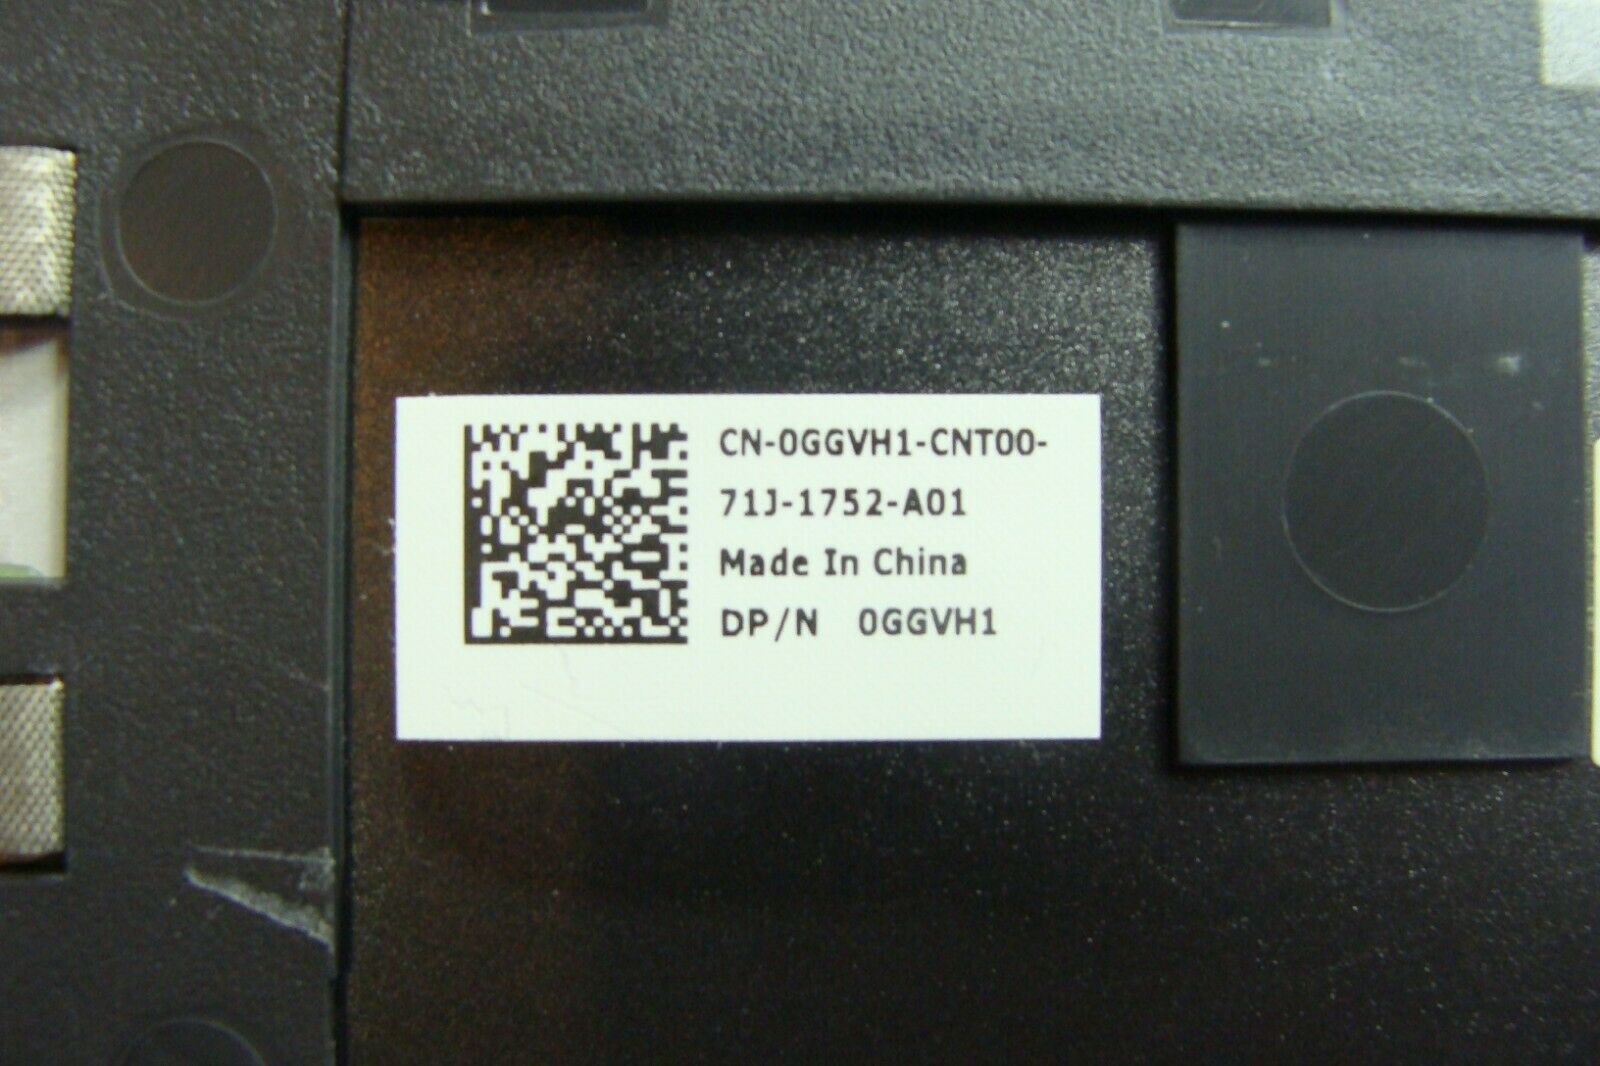 CN-0GGVH1-CNT00-
71J-1752-A01
Made In China
DP/N 0GGVH1